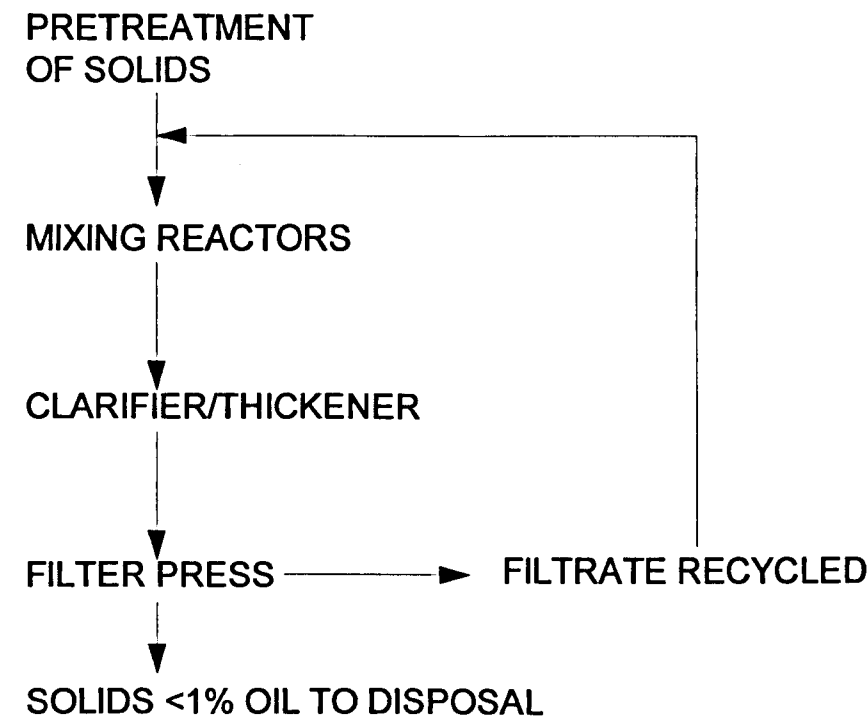 PRETREATMENT
OF SOLIDS
MIXING REACTORS
CLARIFIER/THICKENER
FILTER PRESS
FILTRATE RECYCLED
SOLIDS <1% OIL TO DISPOSAL